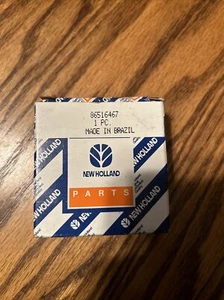 86516467
1 PC.
MADE IN BRAZIL
NEW HOLLAND
PARTS
NEW HOLLAND
NEW HOLLAND
NEW HOLLAND